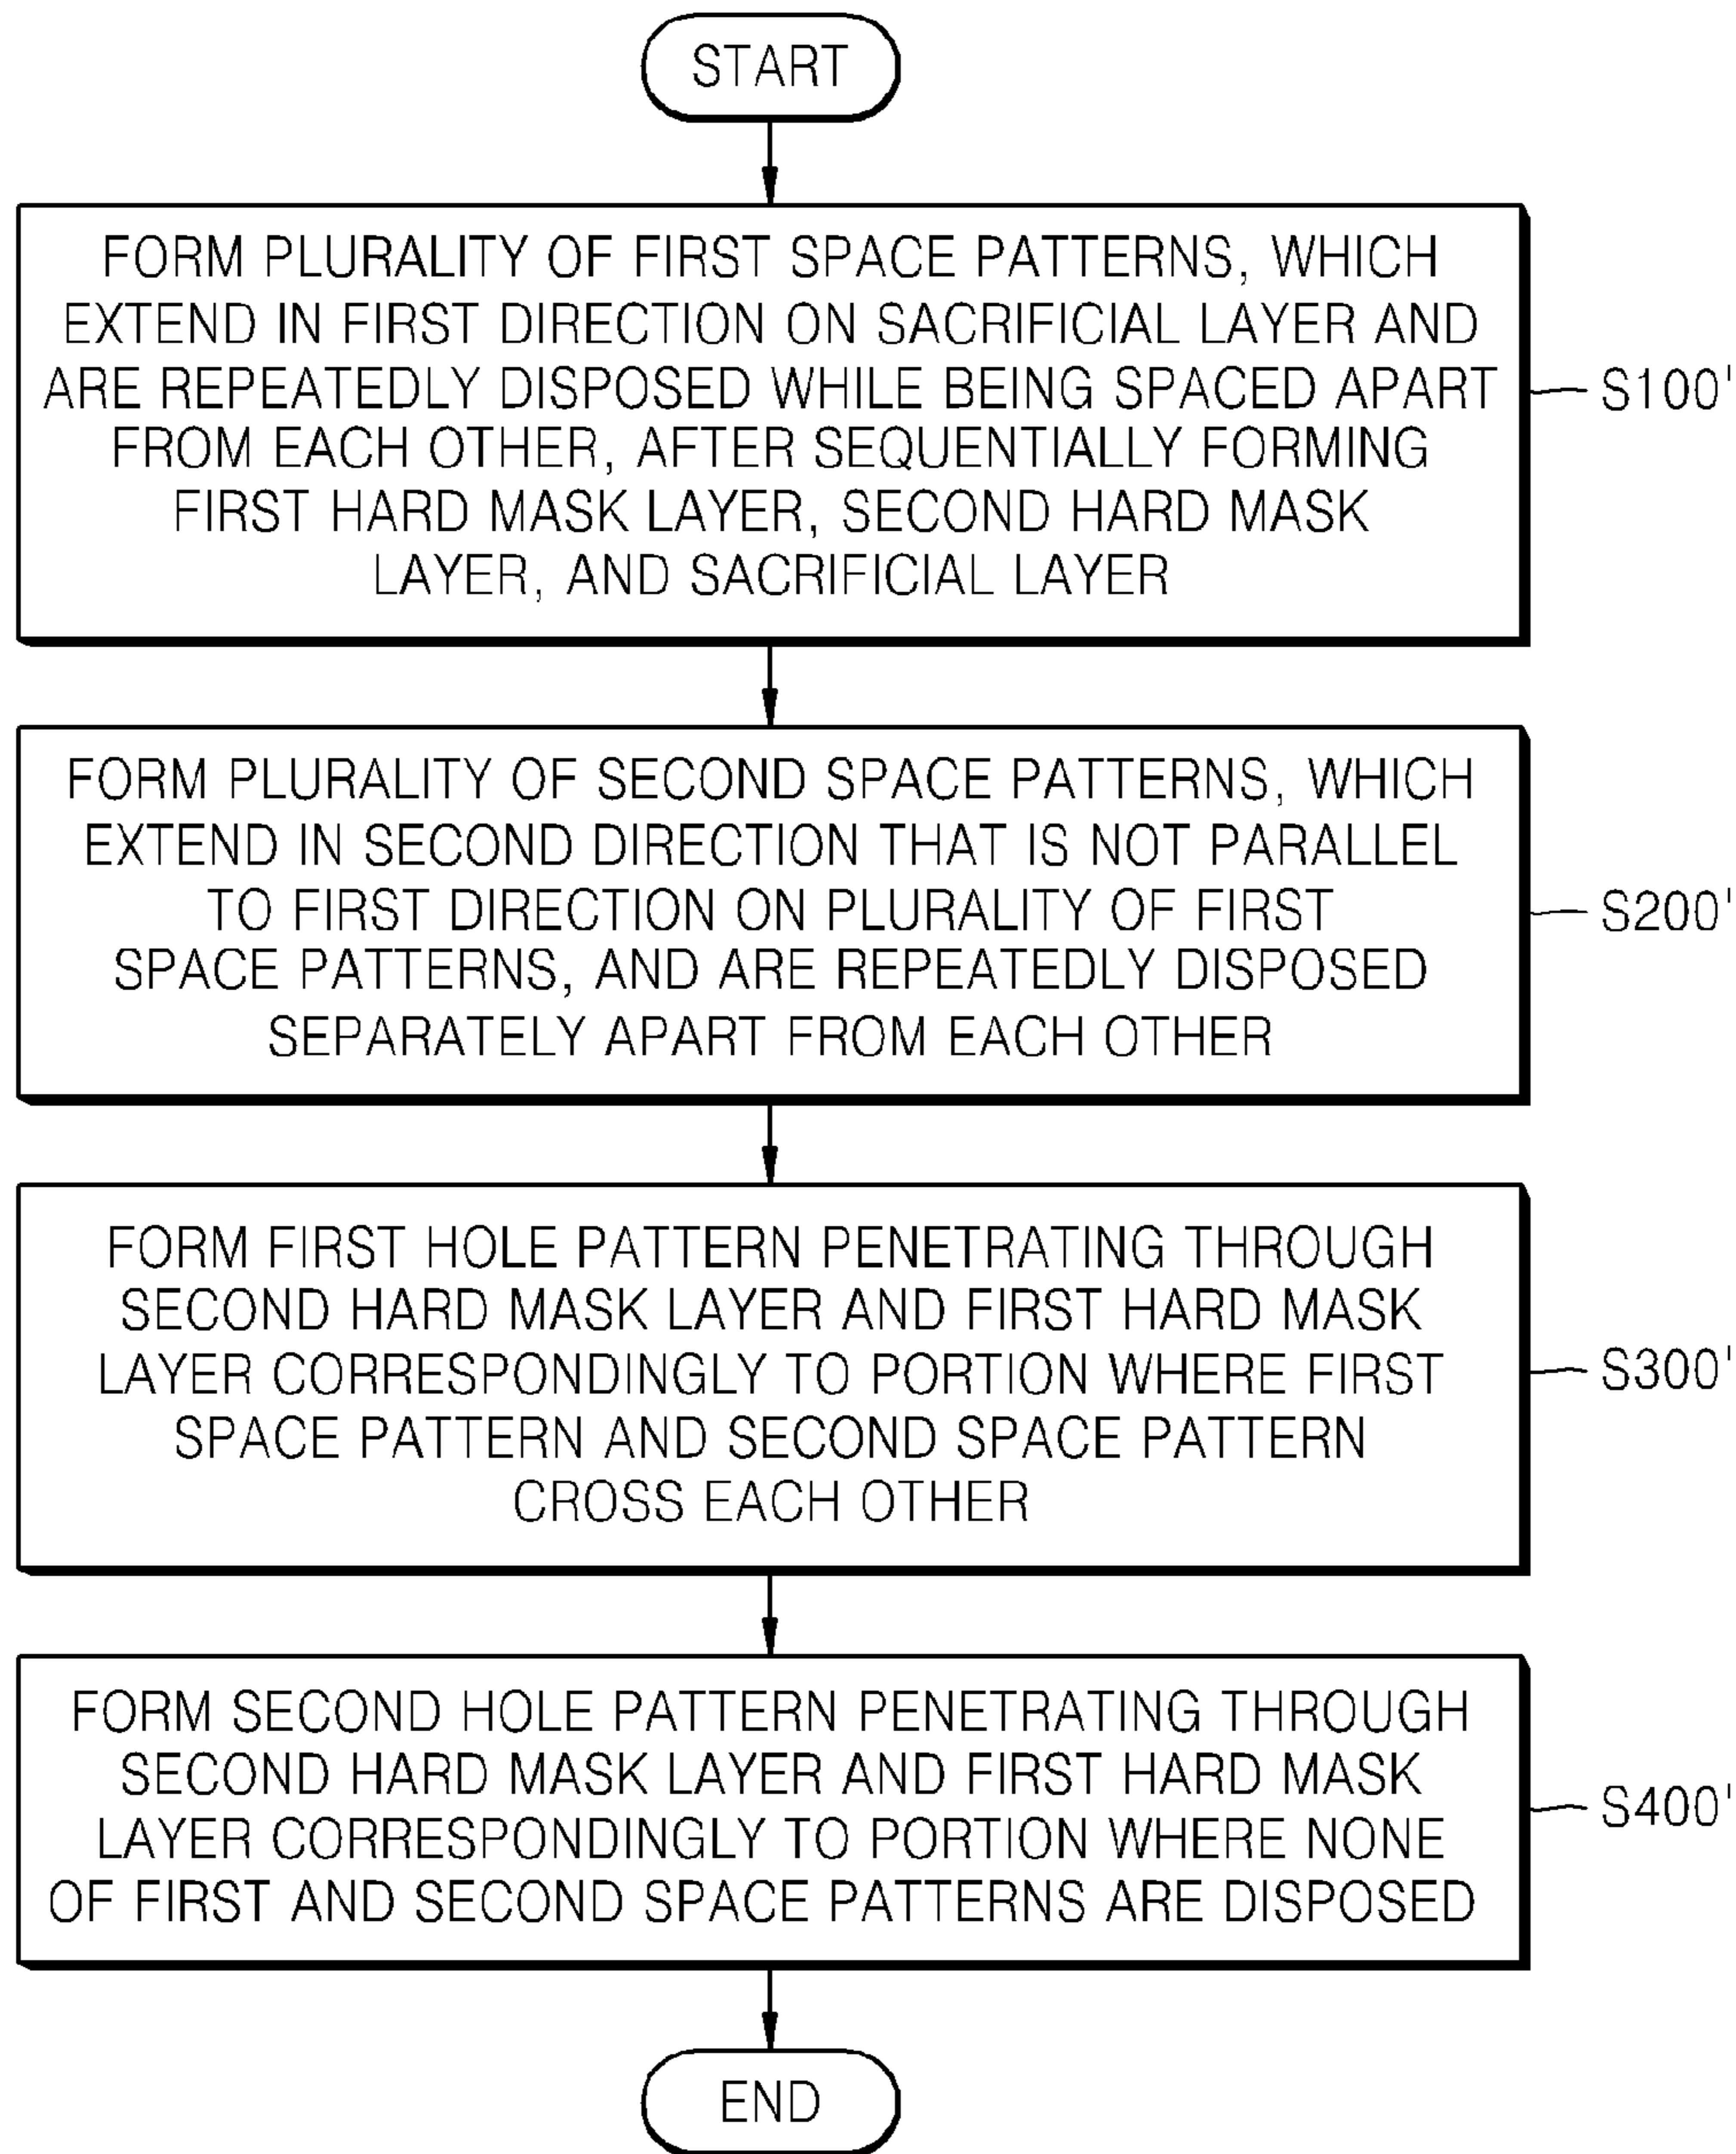 START
FORM PLURALITY OF FIRST SPACE PATTERNS, WHICH
EXTEND IN FIRST DIRECTION ON SACRIFICIAL LAYER AND
ARE REPEATEDLY DISPOSED WHILE BEING SPACED APART
FROM EACH OTHER, AFTER SEQUENTIALLY FORMING
FIRST HARD MASK LAYER, SECOND HARD MASK
LAYER, AND SACRIFICIAL LAYER
S100'
FORM PLURALITY OF SECOND SPACE PATTERNS, WHICH
EXTEND IN SECOND DIRECTION THAT IS NOT PARALLEL
TO FIRST DIRECTION ON PLURALITY OF FIRST
SPACE PATTERNS, AND ARE REPEATEDLY DISPOSED
SEPARATELY APART FROM EACH OTHER
S200'
FORM FIRST HOLE PATTERN PENETRATING THROUGH
SECOND HARD MASK LAYER AND FIRST HARD MASK
LAYER CORRESPONDINGLY TO PORTION WHERE FIRST
SPACE PATTERN AND SECOND SPACE PATTERN
CROSS EACH OTHER
S300'
FORM SECOND HOLE PATTERN PENETRATING THROUGH
SECOND HARD MASK LAYER AND FIRST HARD MASK
LAYER CORRESPONDINGLY TO PORTION WHERE NONE
OF FIRST AND SECOND SPACE PATTERNS ARE DISPOSED
S400'
END